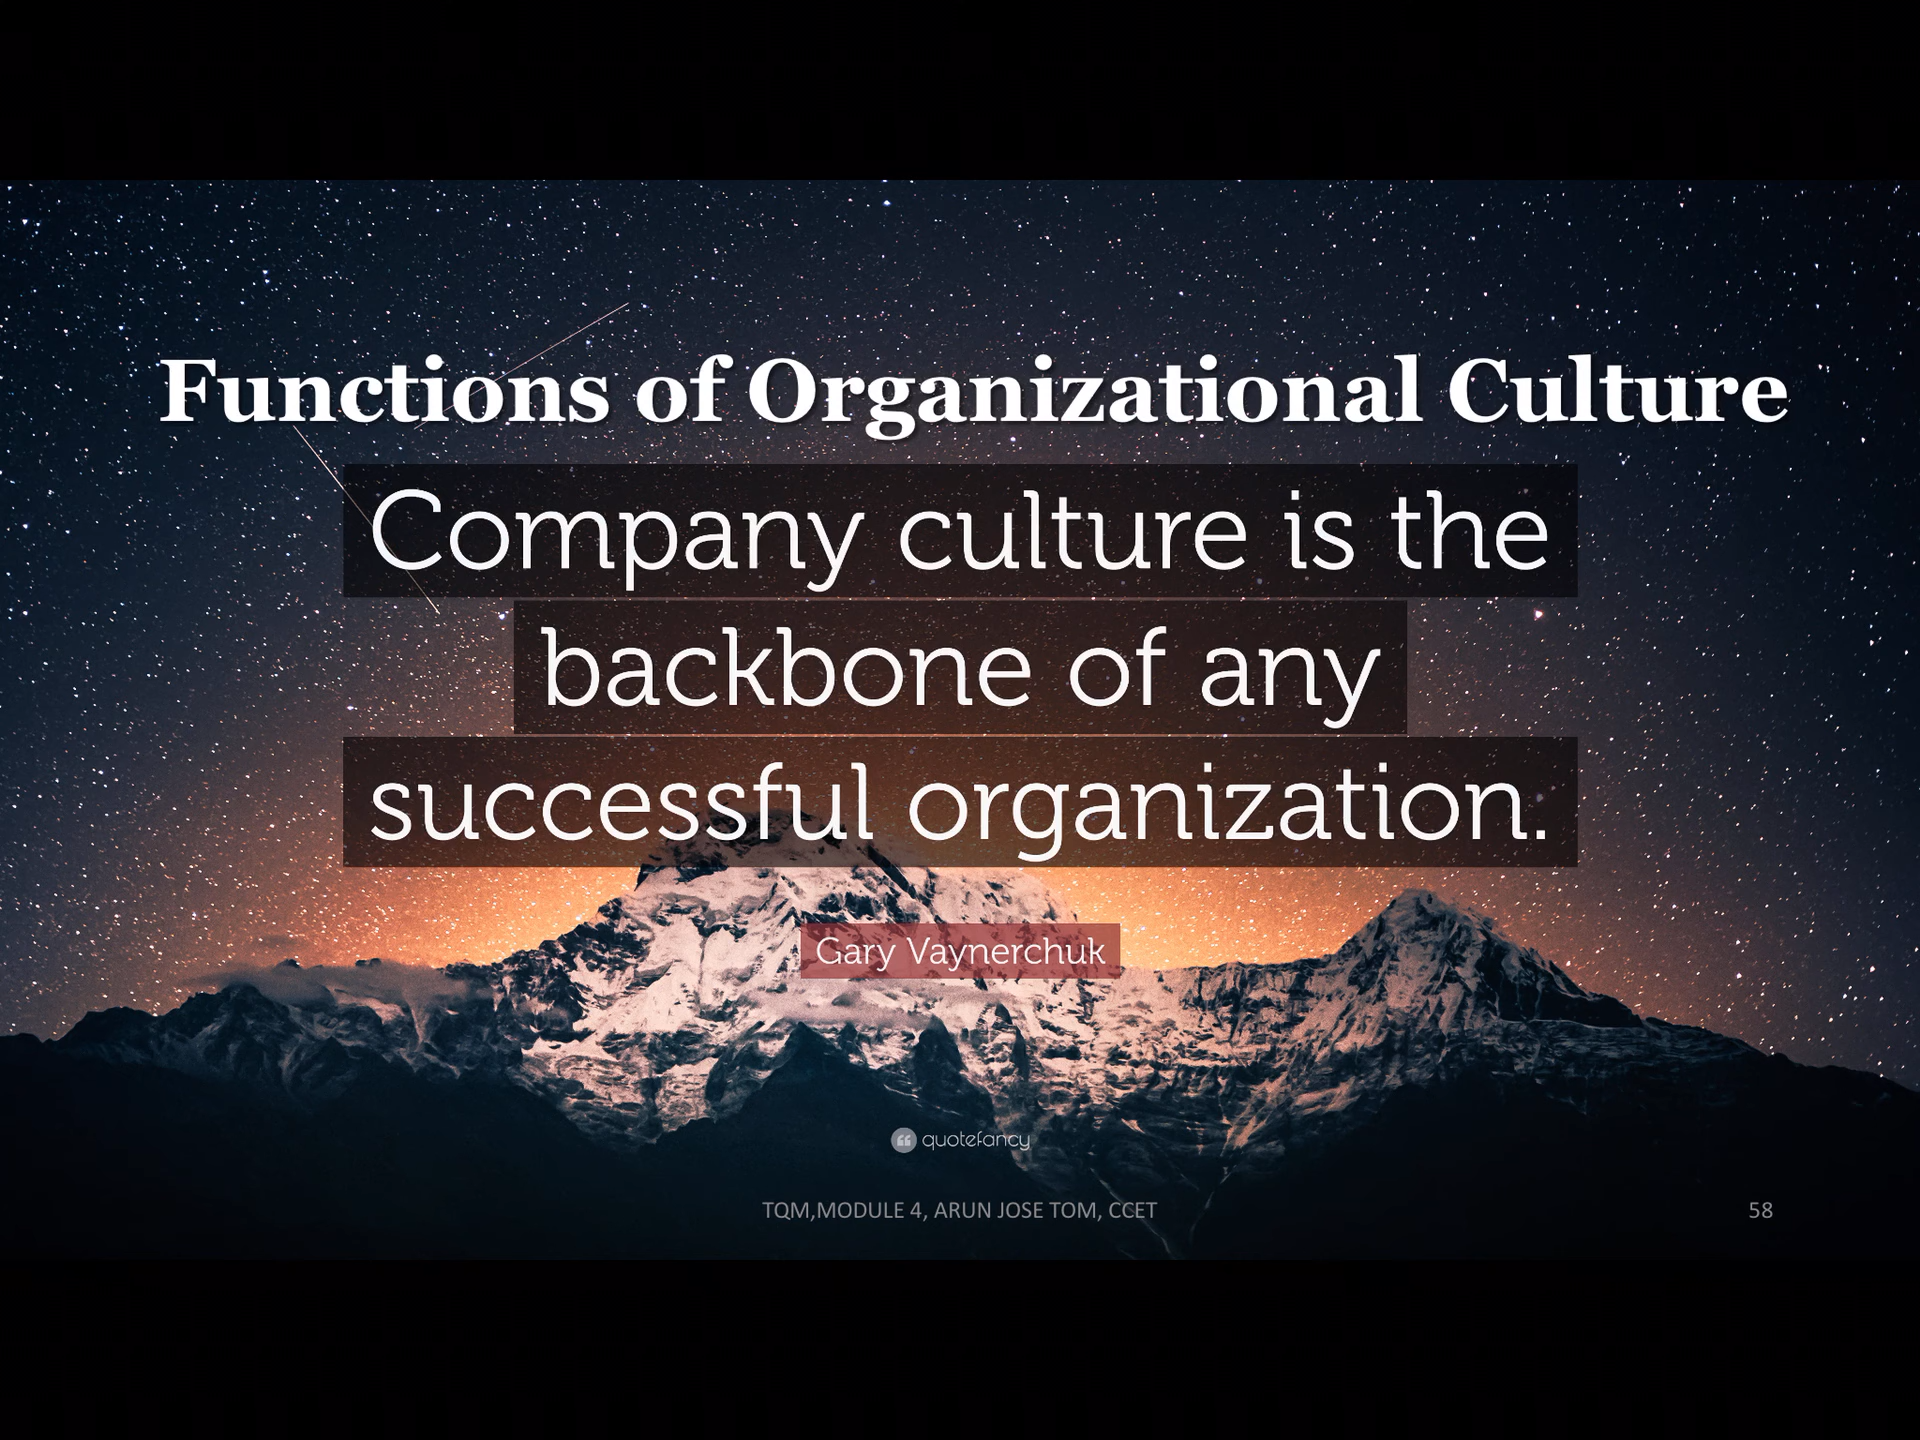 Functions of Organizational Culture
Company culture is the
backbone of any
successful organization.
Gary Vaynerchuk
quotefancy
TQM,MODULE 4, ARUN JOSE TOM, CCET
58